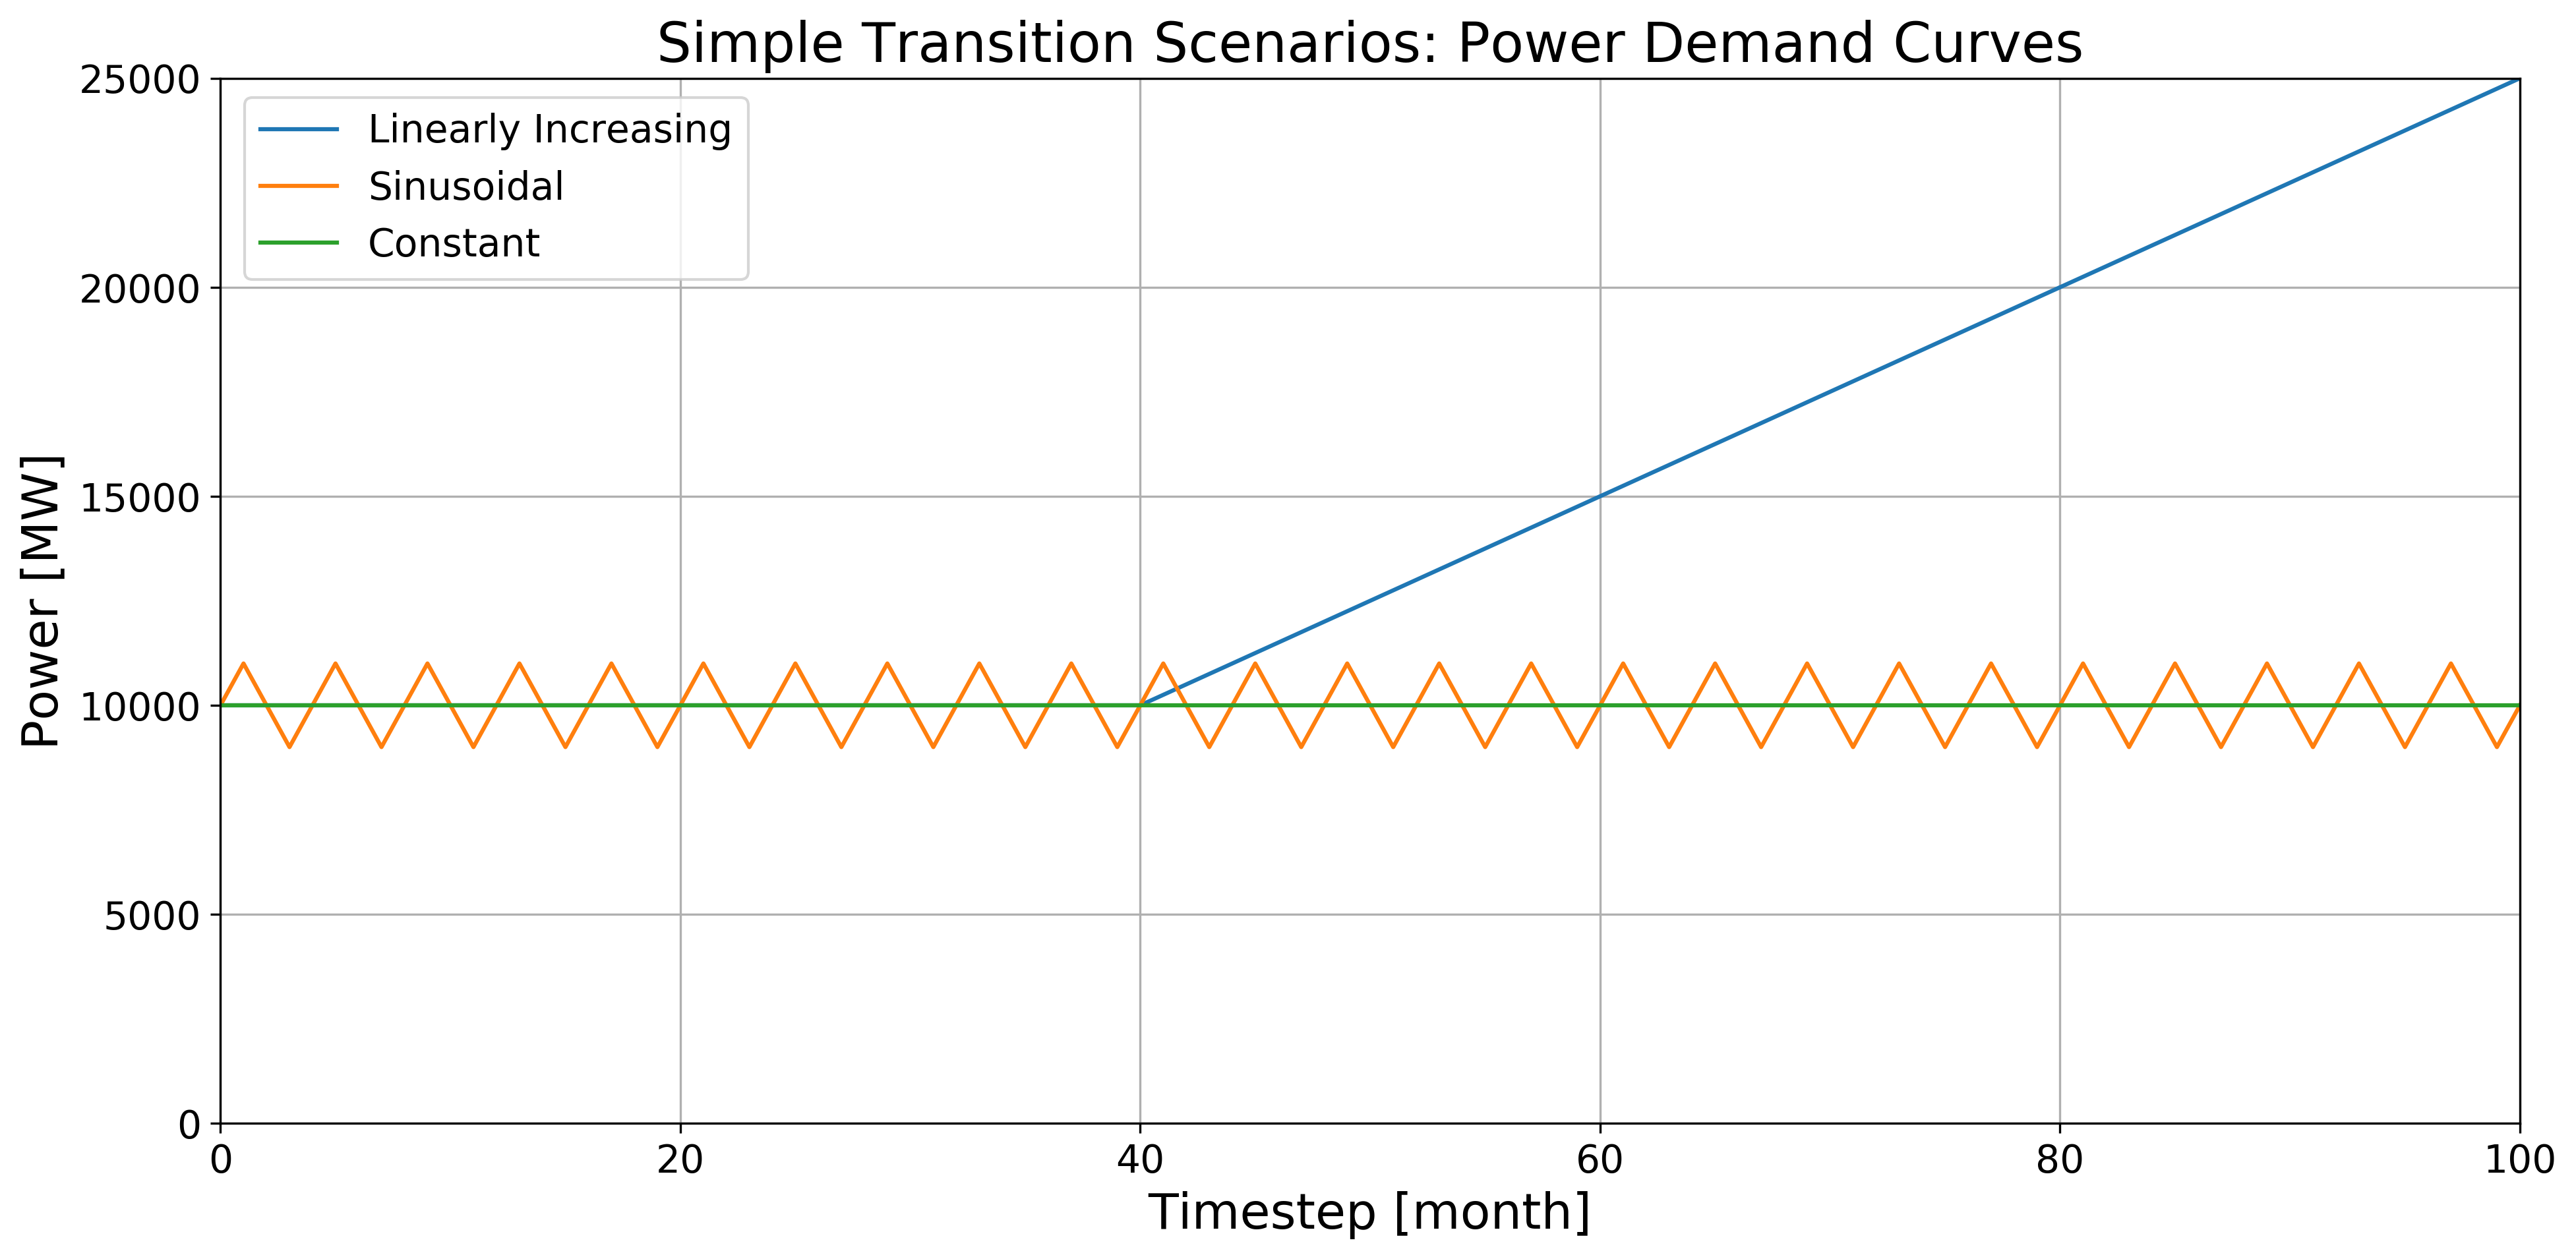 Simple Transition Scenarios: Power Demand Curves
25000
20000
15000
10000
5000
0
Power [MW]
Linearly Increasing
Sinusoidal
Constant
0 20 40 60 80 100
Timestep [month]